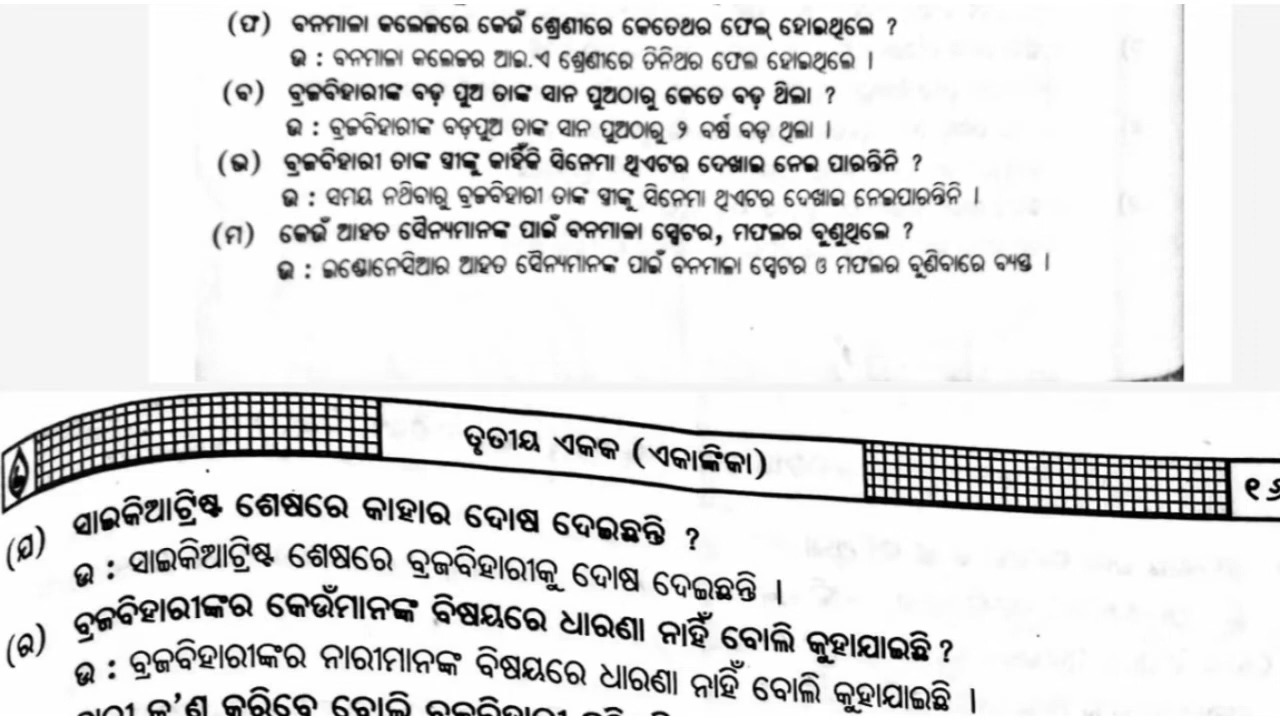 (ଫ) ବନମାଳା କଲେଜରେ କେଉଁ ଶ୍ରେଣୀରେ କେତେଥର ଫେଲ୍ ହୋଇଥିଲେ ?
ଉ : ବନମାଳା କଲେଜର ଆଇ.ଏ ଶ୍ରେଣୀରେ ତିନିଥର ଫେଲ ହୋଇଥିଲେ ।
(ବ) ବ୍ରଜବିହାରୀଙ୍କ ବଡ଼ ପୁଅ ତାଙ୍କ ସାନ ପୁଅଠାରୁ କେତେ ବଡ଼ ଥିଲା ?
ଉ : ବ୍ରଜବିହାରୀଙ୍କ ବଡ଼ପୁଅ ତାଙ୍କ ସାନ ପୁଅଠାରୁ ୨ ବର୍ଷ ବଡ଼ ଥିଲା ।
(ଭ) ବ୍ରଜବିହାରୀ ତାଙ୍କ ସ୍ତ୍ରୀଙ୍କୁ କାହିଁକି ସିନେମା ଥିଏଟର ଦେଖାଇ ନେଇ ପାରନ୍ତିନି ?
ଉ : ସମୟ ନଥିବାରୁ ବ୍ରଜବିହାରୀ ତାଙ୍କ ସ୍ତ୍ରୀଙ୍କୁ ସିନେମା ଥିଏଟର ଦେଖାଇ ନେଇପାରନ୍ତିନି ।
(ମ) କେଉଁ ଆହତ ସୈନ୍ୟମାନଙ୍କ ପାଇଁ ବନମାଳା ସ୍ୱେଟର, ମଫଲର ବୁଣୁଥିଲେ ?
ଉ : ଇଣ୍ଡୋନେସିଆର ଆହତ ସୈନ୍ୟମାନଙ୍କ ପାଇଁ ବନମାଳା ସ୍ୱେଟର ଓ ମଫଲର ବୁଣିବାରେ ବ୍ୟସ୍ତ ।
ତୃତୀୟ ଏକକ (ଏକାଙ୍କିକା)
(ଯ) ସାଇକିଆଟ୍ରିଷ୍ଟ ଶେଷରେ କାହାର ଦୋଷ ଦେଇଛନ୍ତି ?
ଉ : ସାଇକିଆଟ୍ରିଷ୍ଟ ଶେଷରେ ବ୍ରଜବିହାରୀକୁ ଦୋଷ ଦେଇଛନ୍ତି ।
(ର) ବ୍ରଜବିହାରୀଙ୍କର କେଉଁମାନଙ୍କ ବିଷୟରେ ଧାରଣା ନାହିଁ ବୋଲି କୁହାଯାଇଛି ?
ଉ : ବ୍ରଜବିହାରୀଙ୍କର ନାରୀମାନଙ୍କ ବିଷୟରେ ଧାରଣା ନାହିଁ ବୋଲି କୁହାଯାଇଛି ।
କ'ଣ କରିବେ ବୋଲି ବ୍ରଜବିହାରୀ